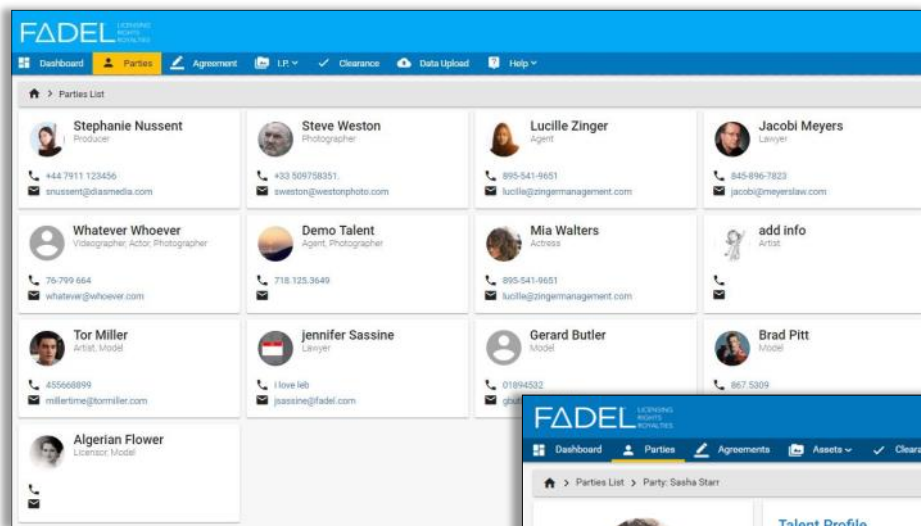 FADEL LICENSING RIGHTS ROYALTIES
Dashboard Parties Agreement I.P. Clearance Data Upload Help
> Parties List
Stephanie Nussent
Producer
+44 7911 123456
snussent@diasmedia.com
Steve Weston
Photographer
+33 509758351.
sweston@westonphoto.com
Lucille Zinger
Agent
895-541-9651
lucille@zingermanagement.com
Jacobi Meyers
Lawyer
845-896-7823
jacobi@meyerslaw.com
Whatever Whoever
Videographer, Actor, Photographer
76-799 664
whatever@whoever.com
Demo Talent
Agent, Photographer
718.125.3649
Mia Walters
Actress
895-541-9651
lucille@zingermanagement.com
add info
Artist
Tor Miller
Artist, Model
455668899
millertime@tormiller.com
jennifer Sassine
Lawyer
i love leb
jsassine@fadel.com
Gerard Butler
Model
01894532
Brad Pitt
Model
867.5309
Algerian Flower
Licensor, Model
FADEL LICENSING RIGHTS ROYALTIES
Dashboard Parties Agreements Assets
> Parties List > Party: Sasha Starr
Talent Profile